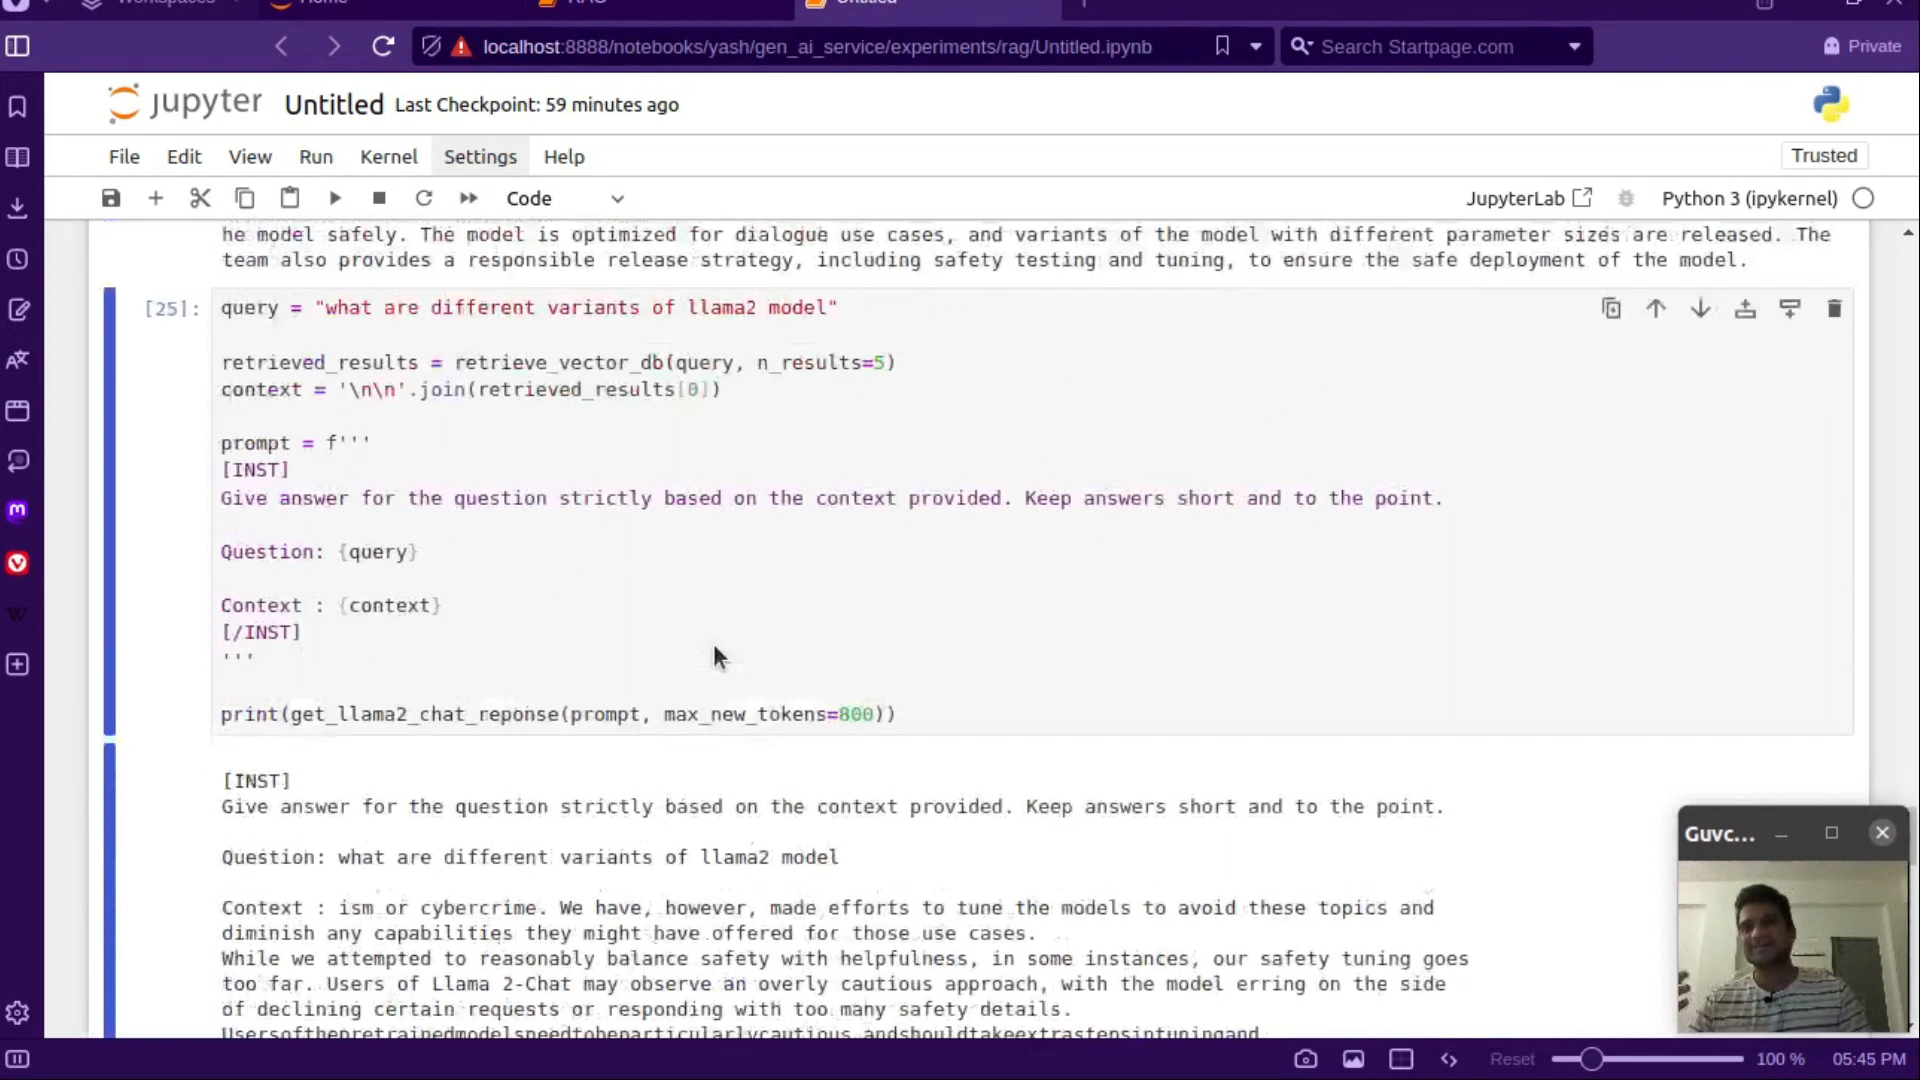 Workspaces
Home
RAG
Untitled
localhost:8888/notebooks/yash/gen_ai_service/experiments/rag/Untitled.ipynb
Search Startpage.com
Private
jupyter Untitled Last Checkpoint: 59 minutes ago
File Edit View Run Kernel Settings Help
Trusted
Code
JupyterLab
Python 3 (ipykernel)
he model safely. The model is optimized for dialogue use cases, and variants of the model with different parameter sizes are released. The
team also provides a responsible release strategy, including safety testing and tuning, to ensure the safe deployment of the model.
[25]: query = "what are different variants of llama2 model"
retrieved_results = retrieve_vector_db(query, n_results=5)
context = '\n\n'.join(retrieved_results[0])
prompt = f'''
[INST]
Give answer for the question strictly based on the context provided. Keep answers short and to the point.
Question: {query}
Context : {context}
[/INST]
'''
print(get_llama2_chat_reponse(prompt, max_new_tokens=800))
[INST]
Give answer for the question strictly based on the context provided. Keep answers short and to the point.
Question: what are different variants of llama2 model
Context : ism or cybercrime. We have, however, made efforts to tune the models to avoid these topics and
diminish any capabilities they might have offered for those use cases.
While we attempted to reasonably balance safety with helpfulness, in some instances, our safety tuning goes
too far. Users of Llama 2-Chat may observe an overly cautious approach, with the model erring on the side
of declining certain requests or responding with too many safety details.
Guvc...
Reset
100 %
05:45 PM